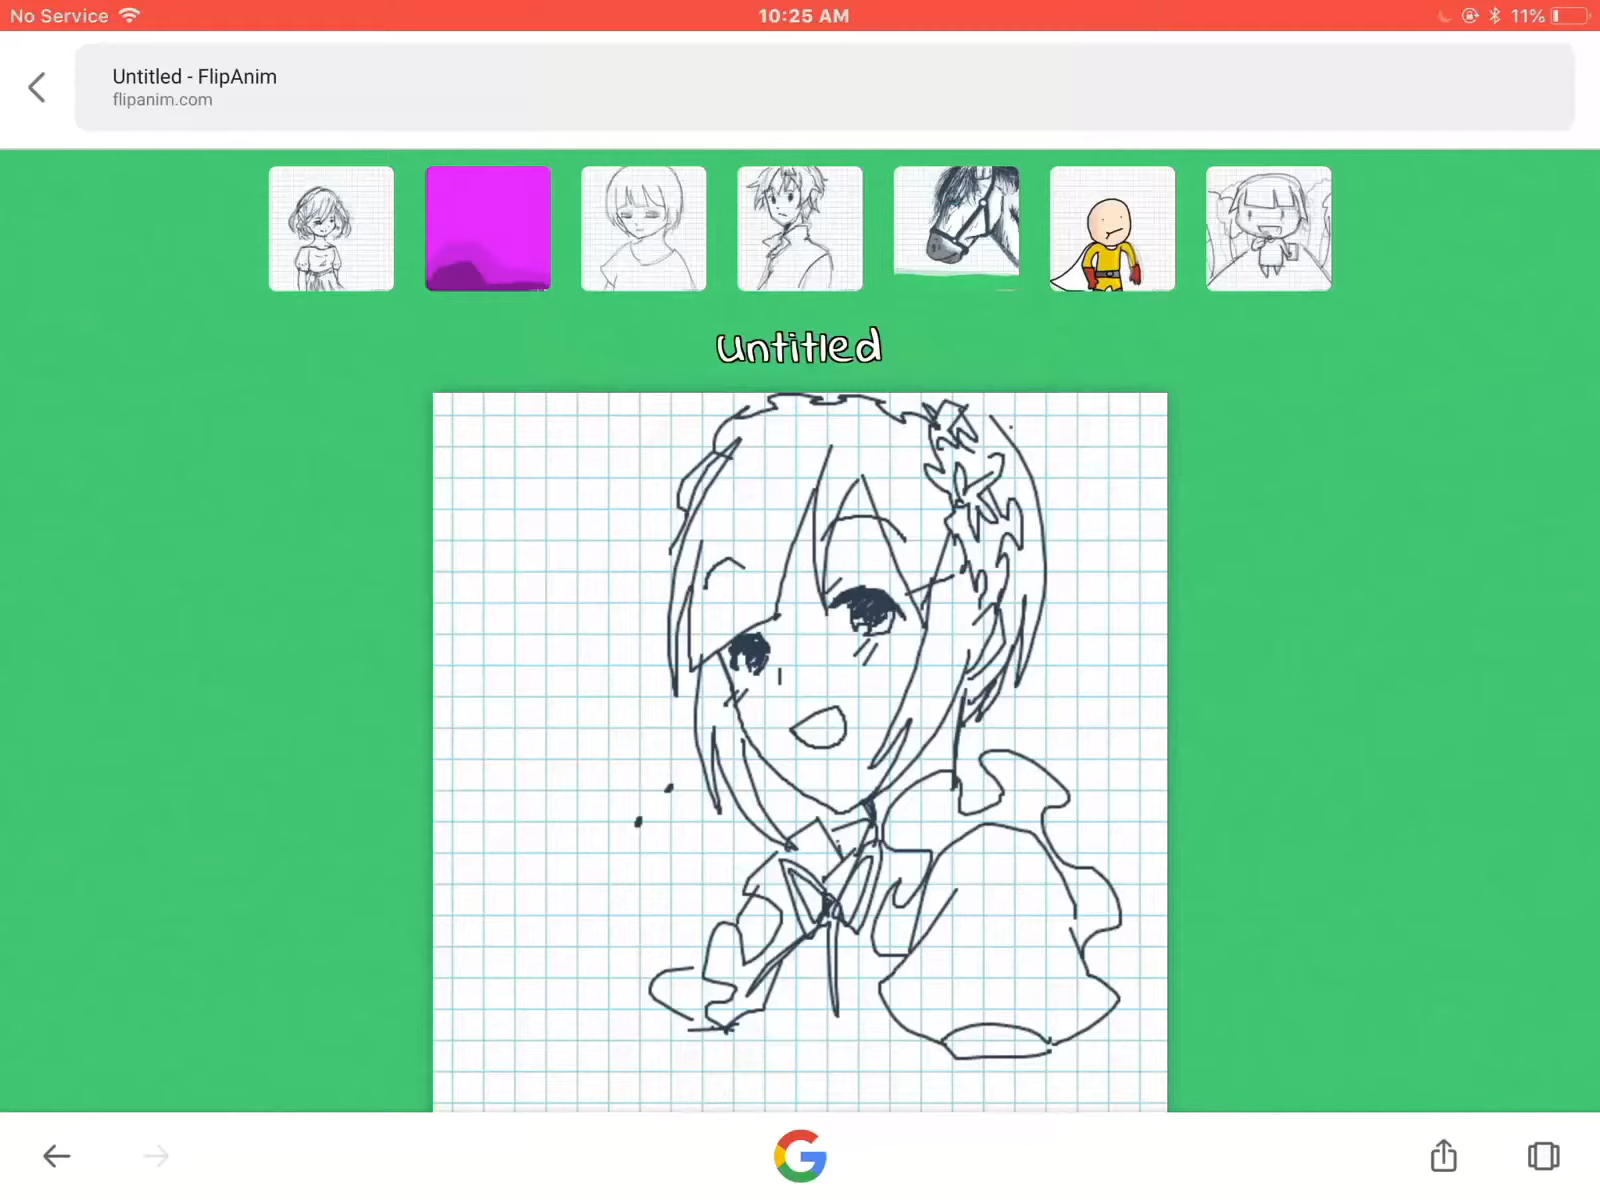 No Service
10:25 AM
11%
Untitled - FlipAnim
flipanim.com
untitled